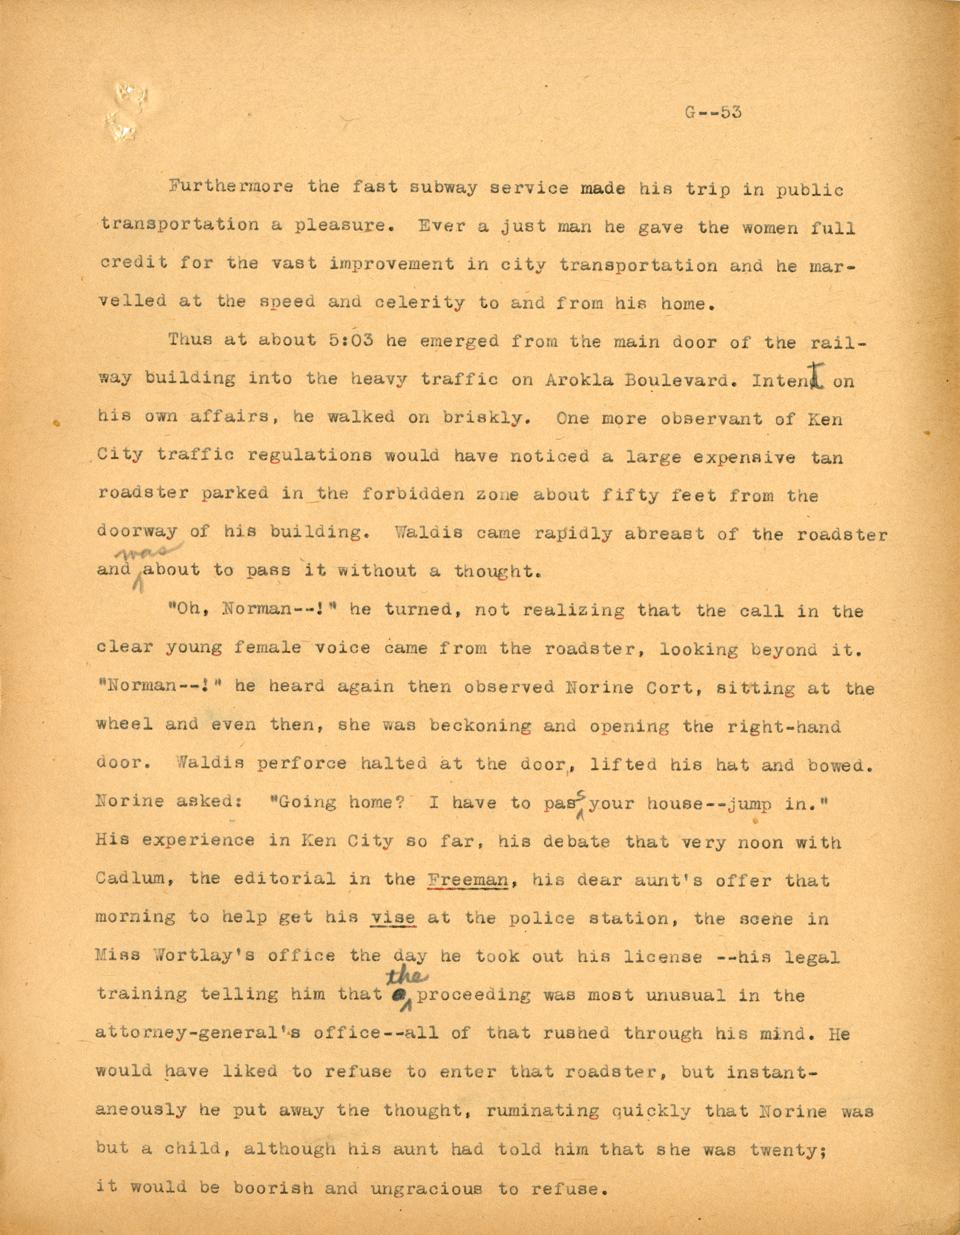 G--53
Furthermore the fast subway service made his trip in public
transportation a pleasure. Ever a just man he gave the women full
credit for the vast improvement in city transportation and he mar-
velled at the speed and celerity to and from his home.
Thus at about 5:03 he emerged from the main door of the rail-
way building into the heavy traffic on Arokla Boulevard. Intent on
his own affairs, he walked on briskly. One more observant of Ken
City traffic regulations would have noticed a large expensive tan
roadster parked in the forbidden zone about fifty feet from the
doorway of his building. Waldis came rapidly abreast of the roadster
and was about to pass it without a thought.
"Oh, Norman--!" he turned, not realizing that the call in the
clear young female voice came from the roadster, looking beyond it.
"Norman--!" he heard again then observed Norine Cort, sitting at the
wheel and even then, she was beckoning and opening the right-hand
door. Waldis perforce halted at the door, lifted his hat and bowed.
Norine asked: "Going home? I have to pass your house--jump in."
His experience in Ken City so far, his debate that very noon with
Cadlum, the editorial in the Freeman, his dear aunt's offer that
morning to help get his vise at the police station, the scene in
Miss Wortlay's office the day he took out his license --his legal
training telling him that the proceeding was most unusual in the
attorney-general's office--all of that rushed through his mind. He
would have liked to refuse to enter that roadster, but instant-
aneously he put away the thought, ruminating quickly that Norine was
but a child, although his aunt had told him that she was twenty;
it would be boorish and ungracious to refuse.